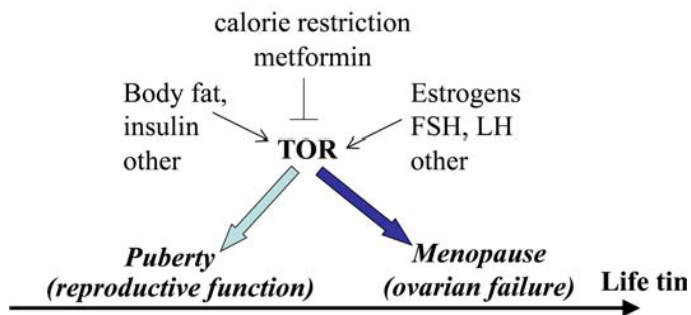 calorie restriction
metformin
Body fat,
insulin
other
Estrogens
FSH, LH
other
TOR
Puberty
(reproductive function)
Menopause
(ovarian failure)
Life tim